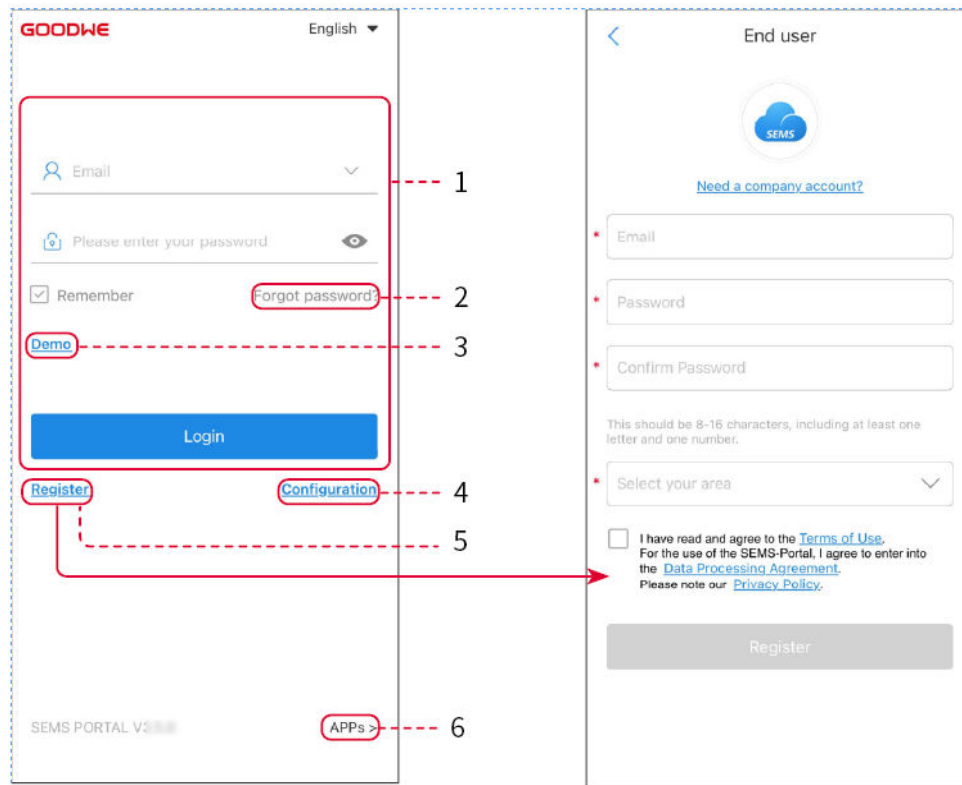 GOODWE
English
Email
1
Please enter your password
Remember
Forgot password?
2
Demo
3
Login
Register
Configuration
4
5
SEMS PORTAL
APPs >
6
End user
SEMS
Need a company account?
* Email
* Password
* Confirm Password
This should be 8-16 characters, including at least one
letter and one number.
* Select your area
I have read and agree to the Terms of Use.
For the use of the SEMS-Portal, I agree to enter into
the Data Processing Agreement.
Please note our Privacy Policy.
Register